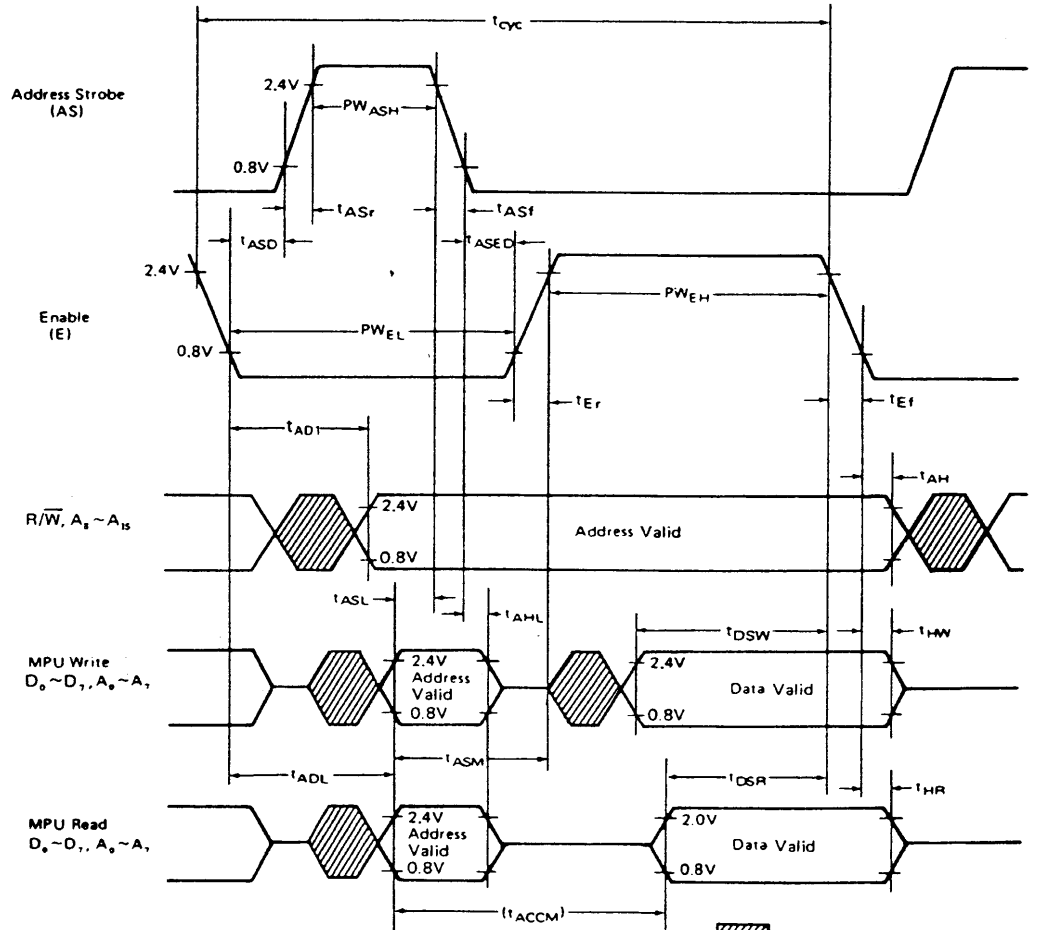 tcyc
Address Strobe
(AS)
2.4V
PWASH
0.8V
tASr
tASf
tASD
tASED
Enable
(E)
2.4V
PWEH
PWEL
0.8V
tEr
tEf
tAD1
tAH
R/W̅, A₈~A₁₅
2.4V
Address Valid
0.8V
tASL
tAHL
tDSW
tHW
MPU Write
D₀~D₇, A₀~A₇
2.4V
Address
Valid
0.8V
2.4V
Data Valid
0.8V
tASM
tADL
tDSR
tHR
MPU Read
D₀~D₇, A₀~A₇
2.4V
Address
Valid
0.8V
2.0V
Data Valid
0.8V
(tACCM)